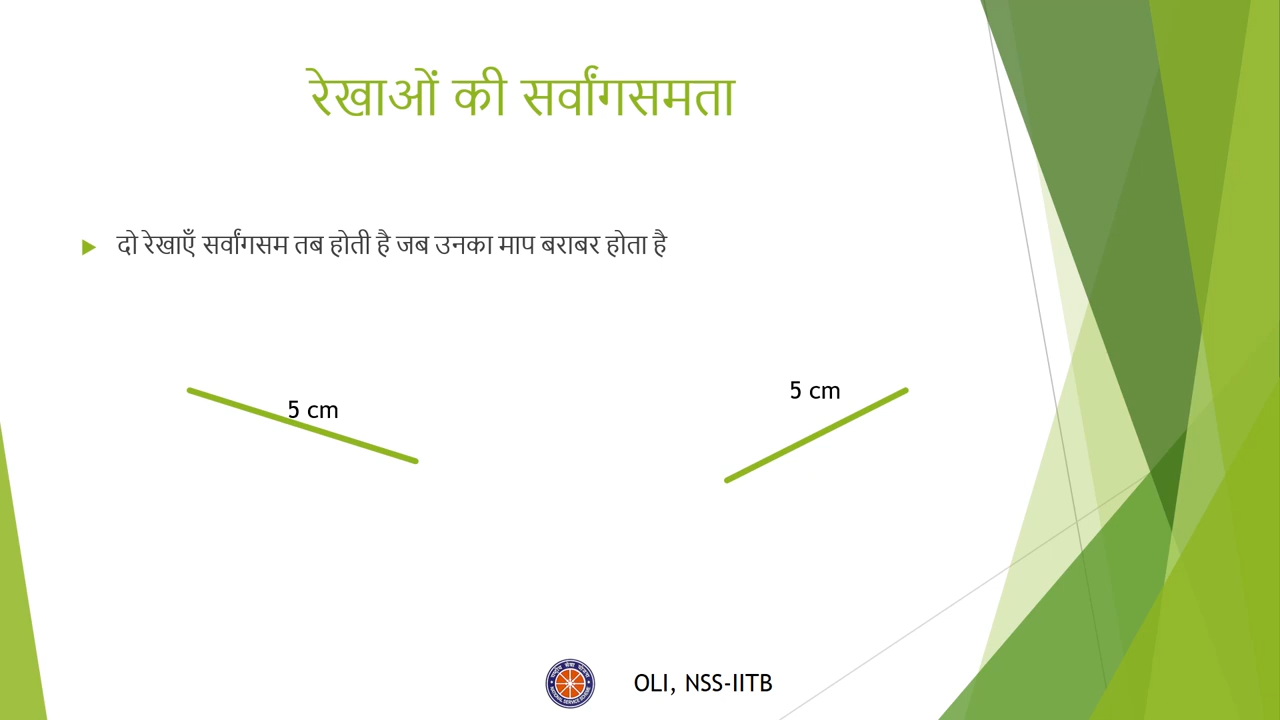 रेखाओं की सर्वांगसमता
दो रेखाएँ सर्वांगसम तब होती है जब उनका माप बराबर होता है
5 cm
5 cm
OLI, NSS-IITB